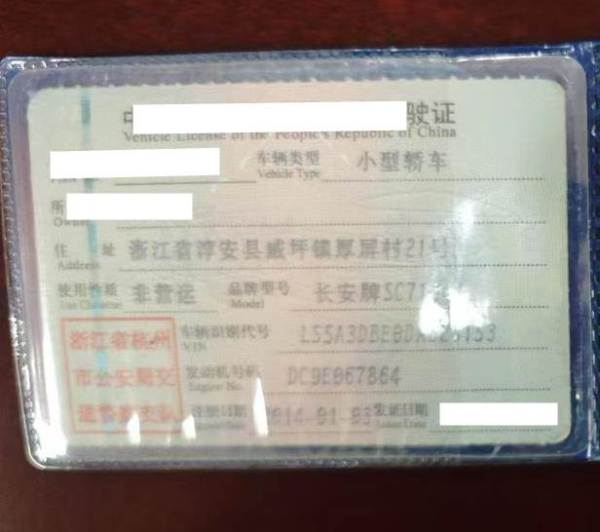 驶证
Vehicle License of the People's Republic of China
车辆类型 小型轿车
Vehicle Type
所
住 址 浙江省淳安县威坪镇厚屏村21号
Address
使用性质 非营运 品牌型号 长安牌SC71
Use Character Model
浙江省杭州 车辆识别代号
VIN
市公安局交 发动机号码 DC9E067864
Engine No.
通警察支队 注册日期 2014-01-03 发证日期
Issue Date